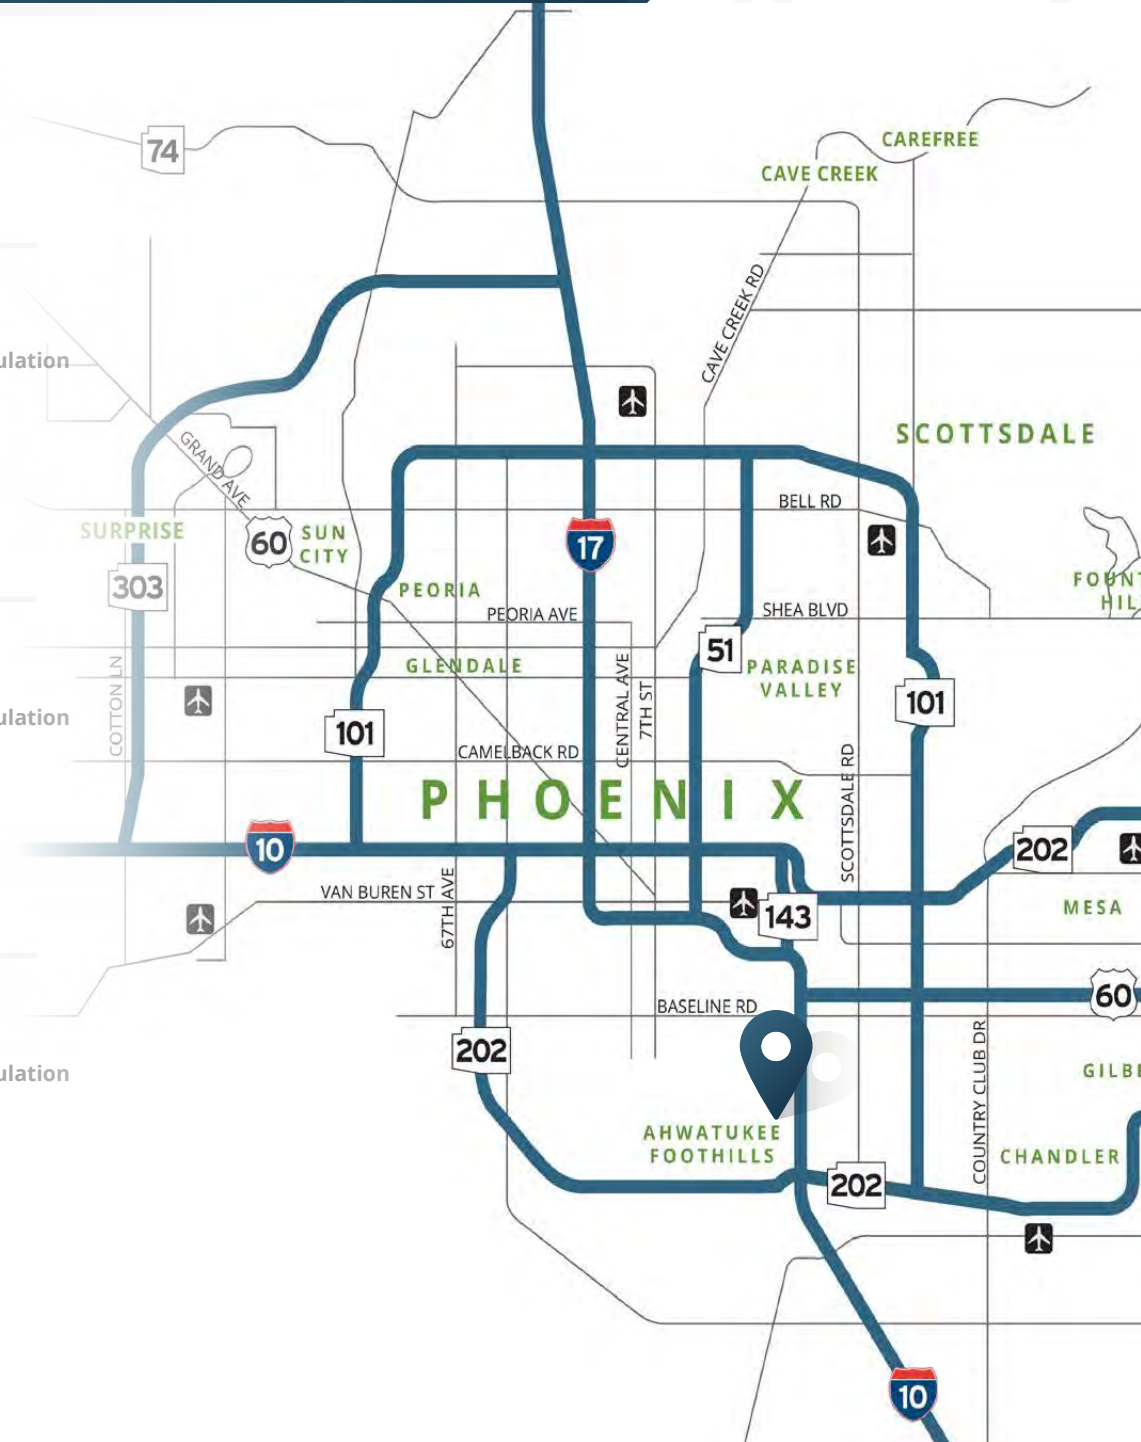 CAREFREE
74
CAVE CREEK
CAVE CREEK RD
ulation
SCOTTSDALE
GRAND AVE
BELL RD
SURPRISE
60
SUN
CITY
17
303
PEORIA
FOUNT
HIL
PEORIA AVE
SHEA BLVD
51
GLENDALE
PARADISE
VALLEY
COTTON LN
CENTRAL AVE
7TH ST
101
101
ulation
CAMELBACK RD
SCOTTSDALE RD
PHOENIX
10
202
VAN BUREN ST
67TH AVE
143
MESA
60
BASELINE RD
202
COUNTRY CLUB DR
ulation
GILBE
AHWATUKEE
FOOTHILLS
CHANDLER
202
10